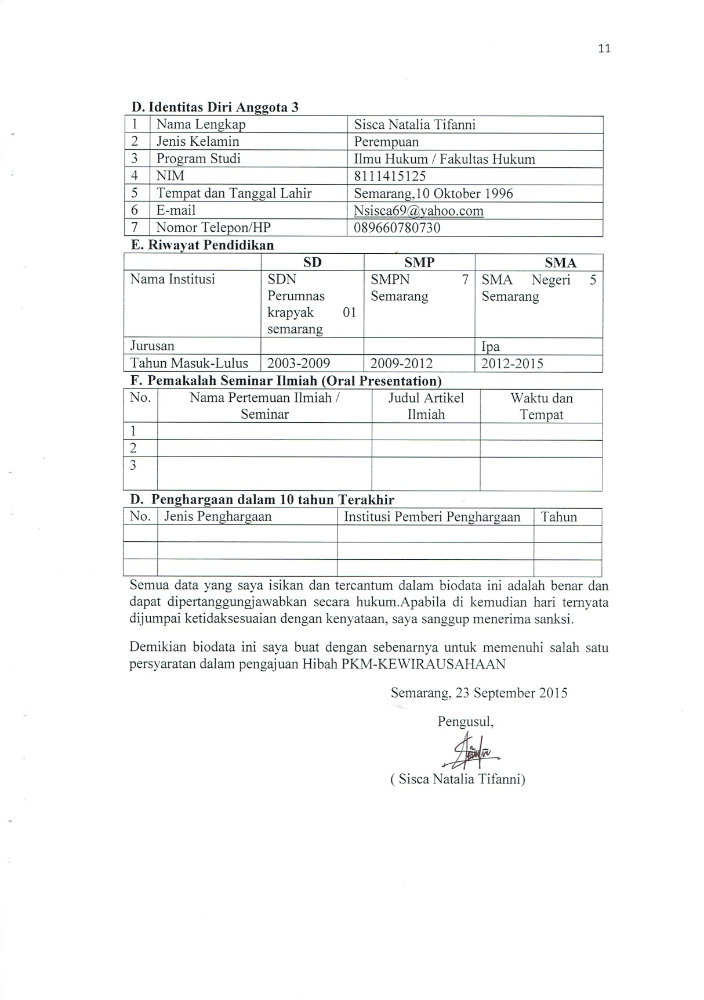 11
D. Identitas Diri Anggota 3
1 Nama Lengkap Sisca Natalia Tifanni
2 Jenis Kelamin Perempuan
3 Program Studi Ilmu Hukum / Fakultas Hukum
4 NIM 8111415125
5 Tempat dan Tanggal Lahir Semarang,10 Oktober 1996
6 E-mail Nsisca69@yahoo.com
7 Nomor Telepon/HP 089660780730
E. Riwayat Pendidikan
SD SMP SMA
Nama Institusi SDN SMPN 7 SMA Negeri 5
Perumnas Semarang Semarang
krapyak 01
semarang
Jurusan Ipa
Tahun Masuk-Lulus 2003-2009 2009-2012 2012-2015
F. Pemakalah Seminar Ilmiah (Oral Presentation)
No. Nama Pertemuan Ilmiah / Judul Artikel Waktu dan
Seminar Ilmiah Tempat
1
2
3
D. Penghargaan dalam 10 tahun Terakhir
No. Jenis Penghargaan Institusi Pemberi Penghargaan Tahun
Semua data yang saya isikan dan tercantum dalam biodata ini adalah benar dan
dapat dipertanggungjawabkan secara hukum.Apabila di kemudian hari ternyata
dijumpai ketidaksesuaian dengan kenyataan, saya sanggup menerima sanksi.
Demikian biodata ini saya buat dengan sebenarnya untuk memenuhi salah satu
persyaratan dalam pengajuan Hibah PKM-KEWIRAUSAHAAN
Semarang, 23 September 2015
Pengusul,
( Sisca Natalia Tifanni)